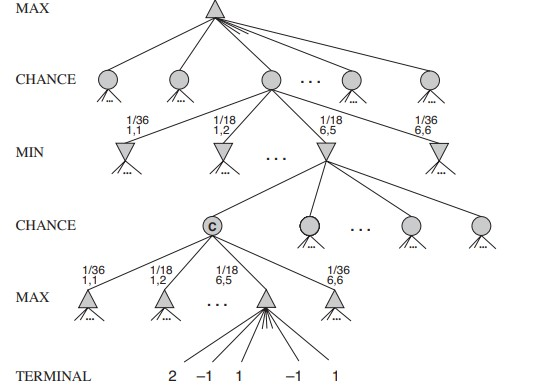 MAX
CHANCE
...
1/36 1/18 1/18 1/36
1,1 1,2 6,5 6,6
MIN
...
CHANCE
C
...
1/36 1/18 1/18 1/36
1,1 1,2 6,5 6,6
MAX
...
TERMINAL 2 –1 1 –1 1